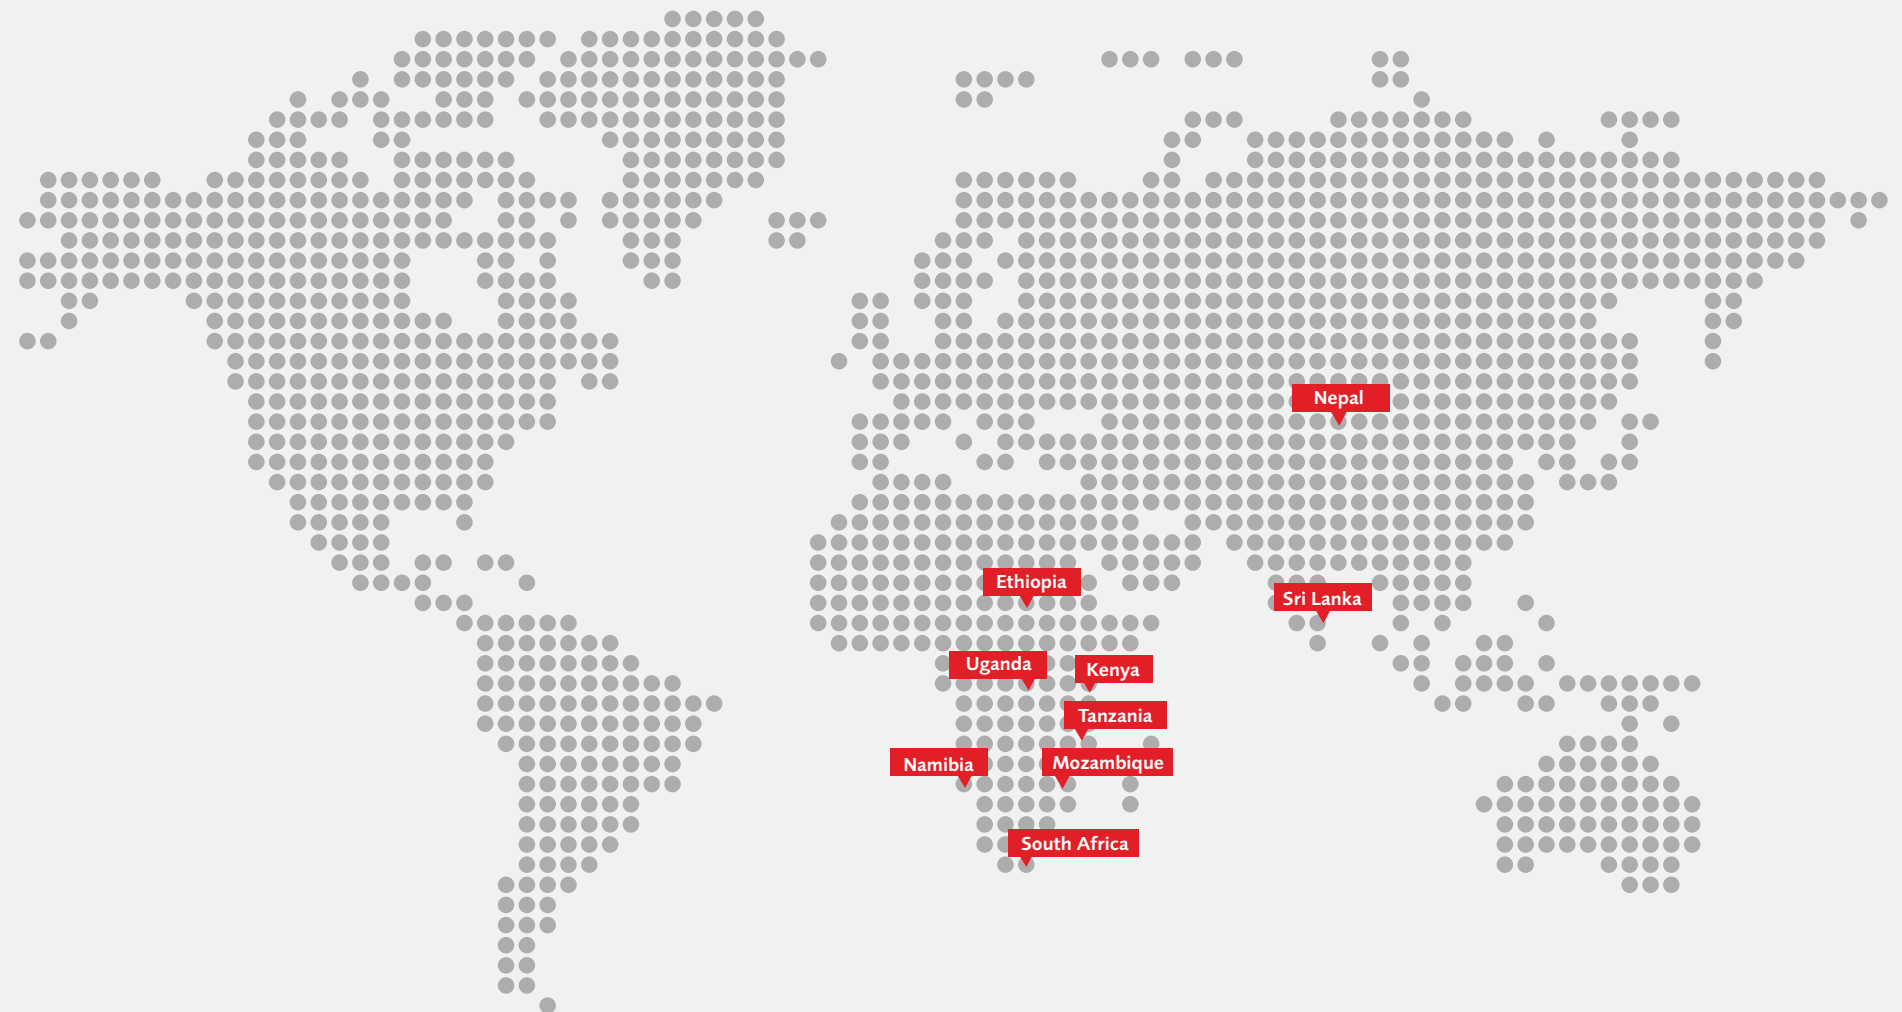 Nepal
Ethiopia
Sri Lanka
Uganda
Kenya
Tanzania
Namibia
Mozambique
South Africa